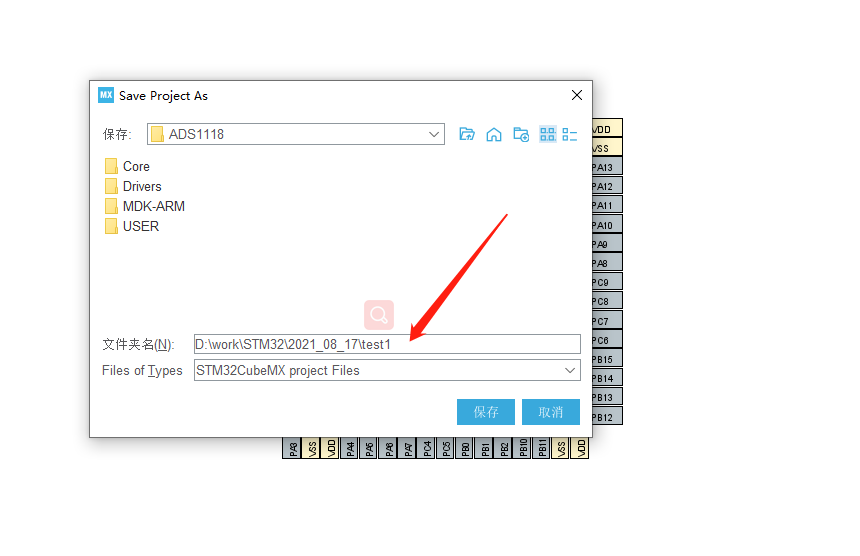 MX Save Project As
保存: ADS1118
Core
Drivers
MDK-ARM
USER
文件夹名(N): D:\work\STM32\2021_08_17\test1
Files of Types STM32CubeMX project Files
保存 取消
VDD
VSS
PA13
PA12
PA11
PA10
PA9
PA8
PC9
PC8
PC7
PC6
PB15
PB14
PB13
PB12
PA3 VSS VDD PA4 PA5 PA6 PA7 PC4 PC5 PB0 PB1 PB2 PB10 PB11 VSS VDD